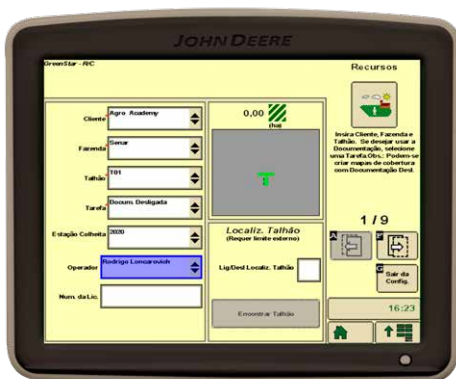 JOHN DEERE
GreenStar - R/C
Recursos
Cliente
Agro Academy
Fazenda
Senar
Talhão
T01
Tarefa
Docum. Desligada
Estação Colheita
2020
Operador
Rodrigo Loncarovich
Num. da Lic.
0,00
(ha)
Localiz. Talhão
(Requer limite externo)
Lig/Desl Localiz. Talhão
Encontrar Talhão
Insira Cliente, Fazenda e
Talhão. Se desejar usar a
Documentação, selecione
uma Tarefa.Obs.: Podem-se
criar mapas de cobertura
com Documentação Desl.
1 / 9
A
F
G
Sair da
Config.
16:23